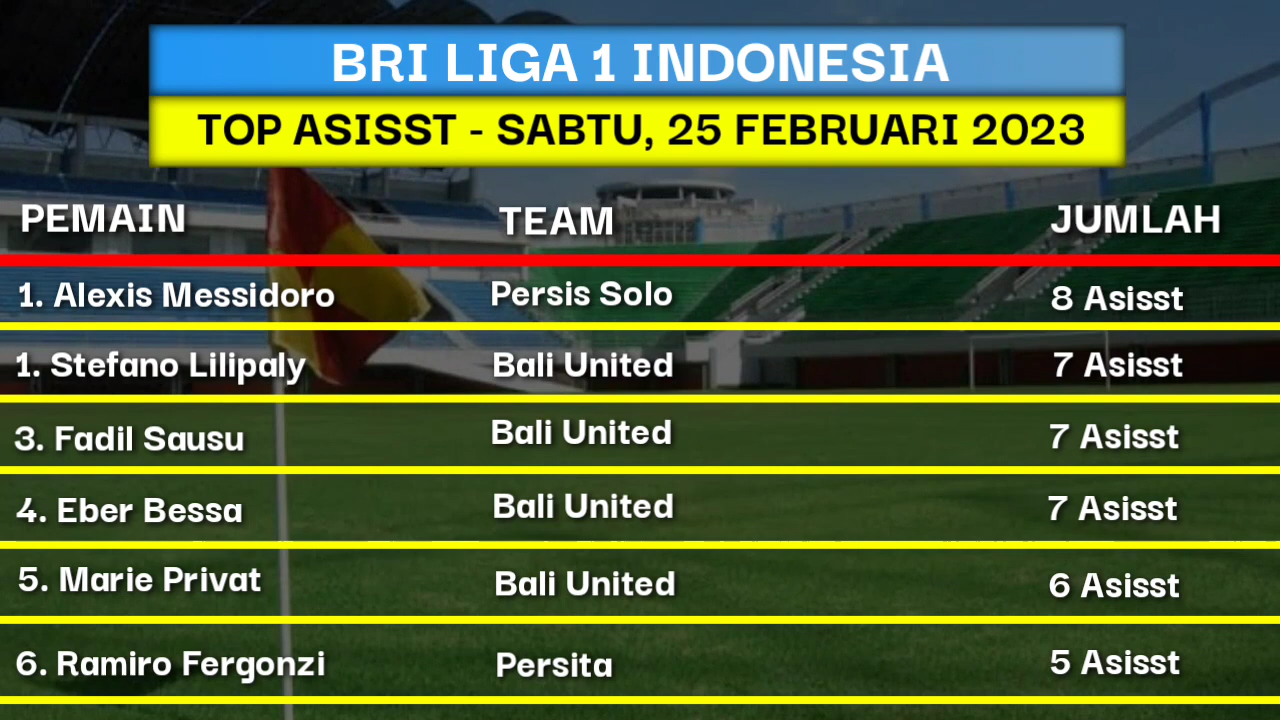 BRI LIGA 1 INDONESIA
TOP ASISST - SABTU, 25 FEBRUARI 2023
PEMAIN TEAM JUMLAH
1. Alexis Messidoro Persis Solo 8 Asisst
1. Stefano Lilipaly Bali United 7 Asisst
3. Fadil Sausu Bali United 7 Asisst
4. Eber Bessa Bali United 7 Asisst
5. Marie Privat Bali United 6 Asisst
6. Ramiro Fergonzi Persita 5 Asisst